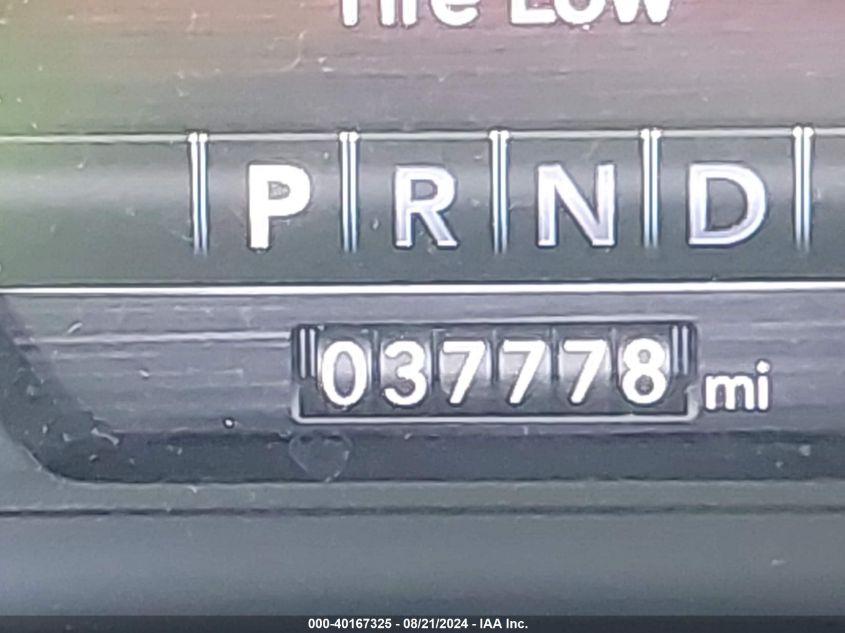 Tire Low
P R N D
037778 mi
000-40167325 - 08/21/2024 - IAA Inc.